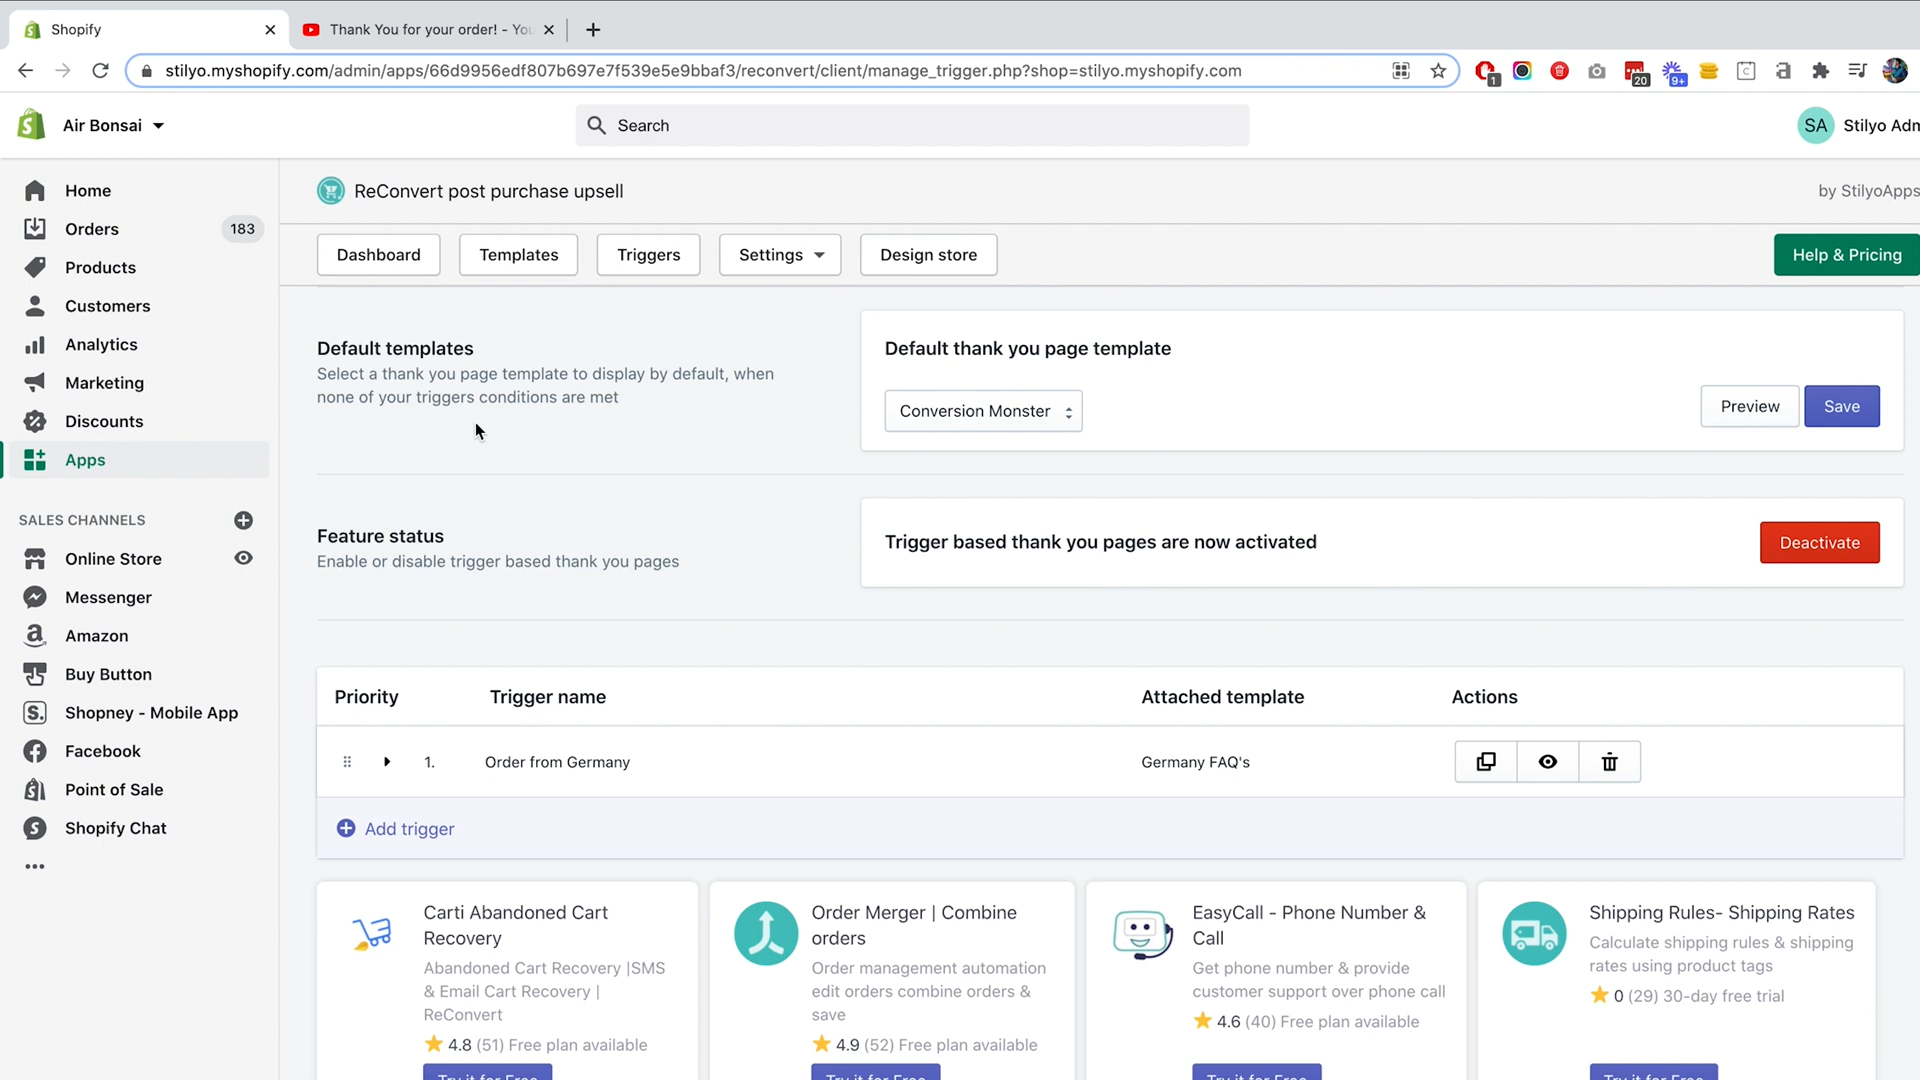 Shopify
Thank You for your order! - You
stilyo.myshopify.com/admin/apps/66d9956edf807b697e7f539e5e9bbaf3/reconvert/client/manage_trigger.php?shop=stilyo.myshopify.com
1
20
9+
Air Bonsai
Search
SA
Stilyo Adm
Home
Orders 183
Products
Customers
Analytics
Marketing
Discounts
Apps
SALES CHANNELS
Online Store
Messenger
Amazon
Buy Button
Shopney - Mobile App
Facebook
Point of Sale
Shopify Chat
ReConvert post purchase upsell
by StilyoApps
Dashboard
Templates
Triggers
Settings
Design store
Help & Pricing
Default templates
Select a thank you page template to display by default, when
none of your triggers conditions are met
Default thank you page template
Conversion Monster
Preview
Save
Feature status
Enable or disable trigger based thank you pages
Trigger based thank you pages are now activated
Deactivate
Priority Trigger name Attached template Actions
1. Order from Germany Germany FAQ's
Add trigger
Carti Abandoned Cart
Recovery
Abandoned Cart Recovery |SMS
& Email Cart Recovery |
ReConvert
4.8 (51) Free plan available
Try it for Free
Order Merger | Combine
orders
Order management automation
edit orders combine orders &
save
4.9 (52) Free plan available
Try it for Free
EasyCall - Phone Number &
Call
Get phone number & provide
customer support over phone call
4.6 (40) Free plan available
Try it for Free
Shipping Rules- Shipping Rates
Calculate shipping rules & shipping
rates using product tags
0 (29) 30-day free trial
Try it for Free